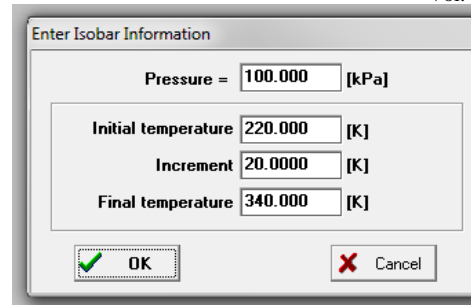 Enter Isobar Information
Pressure = 100.000 [kPa]
Initial temperature 220.000 [K]
Increment 20.0000 [K]
Final temperature 340.000 [K]
OK Cancel